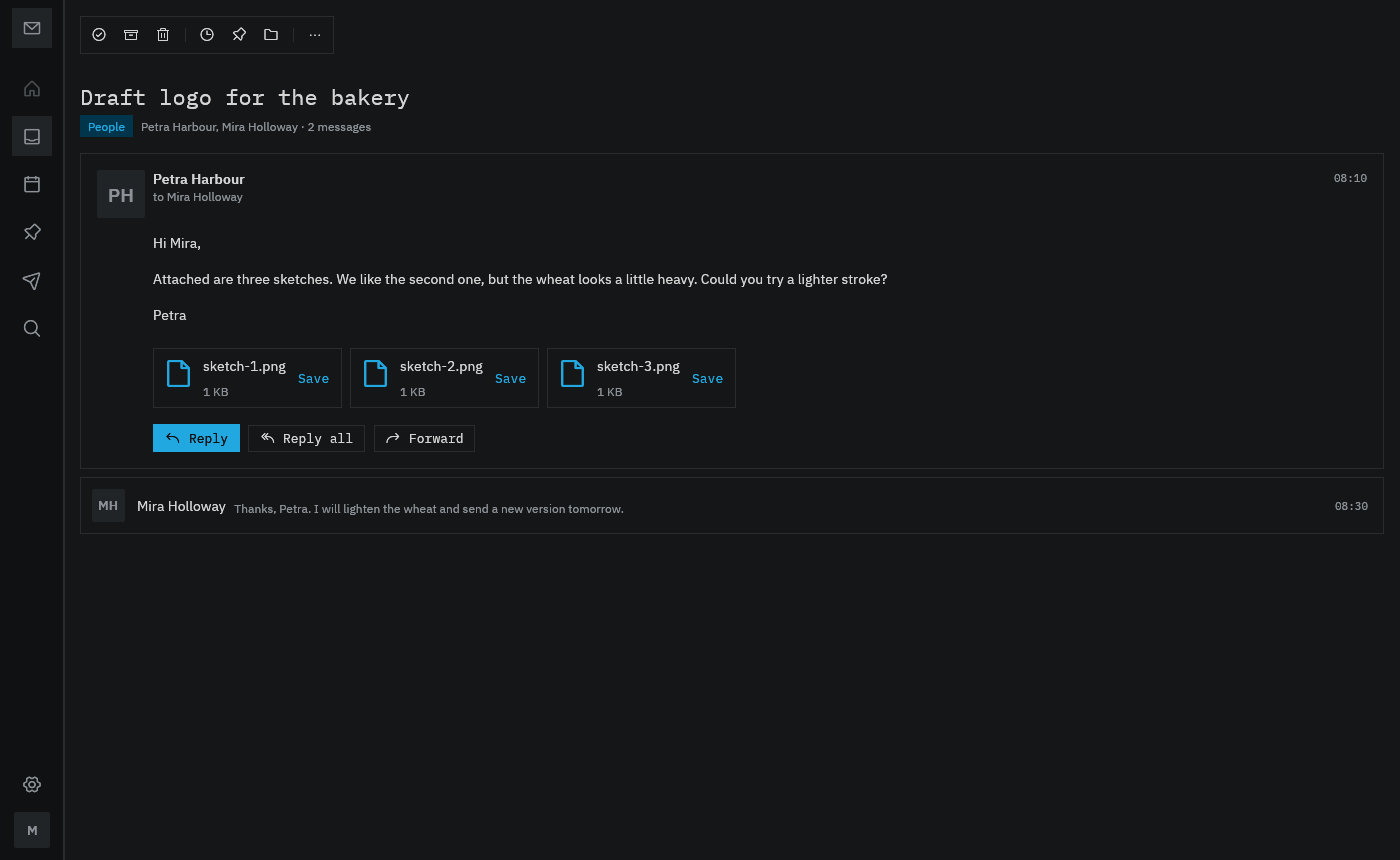 Draft logo for the bakery
People Petra Harbour, Mira Holloway · 2 messages
PH Petra Harbour 08:10
to Mira Holloway
Hi Mira,
Attached are three sketches. We like the second one, but the wheat looks a little heavy. Could you try a lighter stroke?
Petra
sketch-1.png
1 KB
Save
sketch-2.png
1 KB
Save
sketch-3.png
1 KB
Save
Reply Reply all Forward
MH Mira Holloway Thanks, Petra. I will lighten the wheat and send a new version tomorrow. 08:30
M